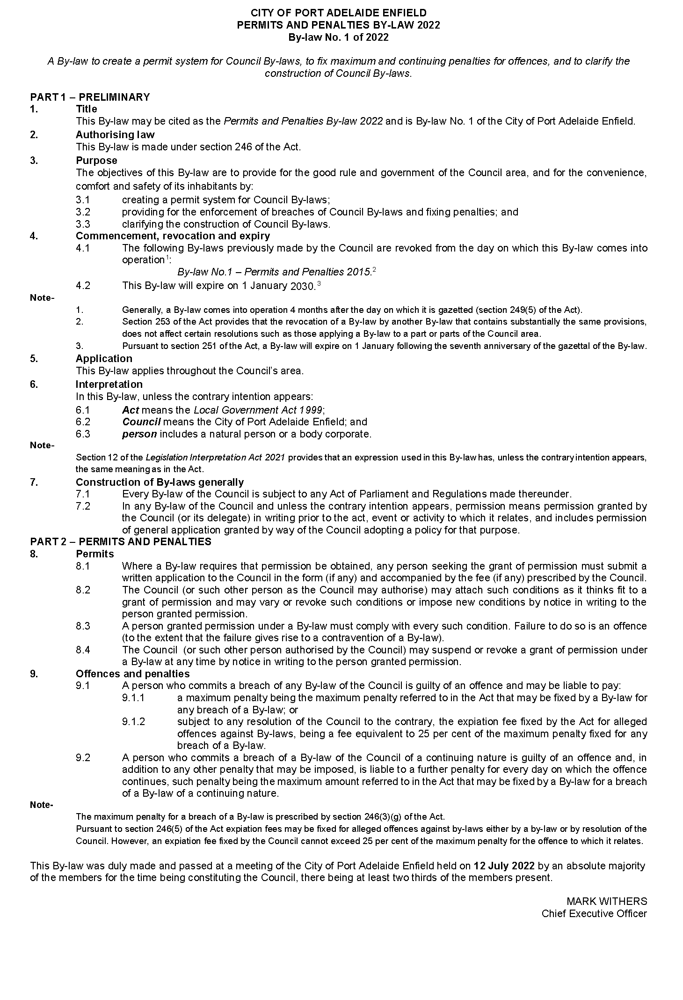 CITY OF PORT ADELAIDE ENFIELD
PERMITS AND PENALTIES BY-LAW 2022
By-law No. 1 of 2022
A By-law to create a permit system for Council By-laws, to fix maximum and continuing penalties for offences, and to clarify the
construction of Council By-laws.
PART 1 – PRELIMINARY
1. Title
This By-law may be cited as the Permits and Penalties By-law 2022 and is By-law No. 1 of the City of Port Adelaide Enfield.
2. Authorising law
This By-law is made under section 246 of the Act.
3. Purpose
The objectives of this By-law are to provide for the good rule and government of the Council area, and for the convenience,
comfort and safety of its inhabitants by:
3.1 creating a permit system for Council By-laws;
3.2 providing for the enforcement of breaches of Council By-laws and fixing penalties; and
3.3 clarifying the construction of Council By-laws.
4. Commencement, revocation and expiry
4.1 The following By-laws previously made by the Council are revoked from the day on which this By-law comes into
operation1:
By-law No.1 – Permits and Penalties 2015.2
4.2 This By-law will expire on 1 January 2030.3
Note-
1. Generally, a By-law comes into operation 4 months after the day on which it is gazetted (section 249(5) of the Act).
2. Section 253 of the Act provides that the revocation of a By-law by another By-law that contains substantially the same provisions,
does not affect certain resolutions such as those applying a By-law to a part or parts of the Council area.
3. Pursuant to section 251 of the Act, a By-law will expire on 1 January following the seventh anniversary of the gazettal of the By-law.
5. Application
This By-law applies throughout the Council’s area.
6. Interpretation
In this By-law, unless the contrary intention appears:
6.1 Act means the Local Government Act 1999;
6.2 Council means the City of Port Adelaide Enfield; and
6.3 person includes a natural person or a body corporate.
Note-
Section 12 of the Legislation Interpretation Act 2021 provides that an expression used in this By-law has, unless the contrary intention appears,
the same meaning as in the Act.
7. Construction of By-laws generally
7.1 Every By-law of the Council is subject to any Act of Parliament and Regulations made thereunder.
7.2 In any By-law of the Council and unless the contrary intention appears, permission means permission granted by
the Council (or its delegate) in writing prior to the act, event or activity to which it relates, and includes permission
of general application granted by way of the Council adopting a policy for that purpose.
PART 2 – PERMITS AND PENALTIES
8. Permits
8.1 Where a By-law requires that permission be obtained, any person seeking the grant of permission must submit a
written application to the Council in the form (if any) and accompanied by the fee (if any) prescribed by the Council.
8.2 The Council (or such other person as the Council may authorise) may attach such conditions as it thinks fit to a
grant of permission and may vary or revoke such conditions or impose new conditions by notice in writing to the
person granted permission.
8.3 A person granted permission under a By-law must comply with every such condition. Failure to do so is an offence
(to the extent that the failure gives rise to a contravention of a By-law).
8.4 The Council (or such other person authorised by the Council) may suspend or revoke a grant of permission under
a By-law at any time by notice in writing to the person granted permission.
9. Offences and penalties
9.1 A person who commits a breach of any By-law of the Council is guilty of an offence and may be liable to pay:
9.1.1 a maximum penalty being the maximum penalty referred to in the Act that may be fixed by a By-law for
any breach of a By-law; or
9.1.2 subject to any resolution of the Council to the contrary, the expiation fee fixed by the Act for alleged
offences against By-laws, being a fee equivalent to 25 per cent of the maximum penalty fixed for any
breach of a By-law.
9.2 A person who commits a breach of a By-law of the Council of a continuing nature is guilty of an offence and, in
addition to any other penalty that may be imposed, is liable to a further penalty for every day on which the offence
continues, such penalty being the maximum amount referred to in the Act that may be fixed by a By-law for a breach
of a By-law of a continuing nature.
Note-
The maximum penalty for a breach of a By-law is prescribed by section 246(3)(g) of the Act.
Pursuant to section 246(5) of the Act expiation fees may be fixed for alleged offences against by-laws either by a by-law or by resolution of the
Council. However, an expiation fee fixed by the Council cannot exceed 25 per cent of the maximum penalty for the offence to which it relates.
This By-law was duly made and passed at a meeting of the City of Port Adelaide Enfield held on 12 July 2022 by an absolute majority
of the members for the time being constituting the Council, there being at least two thirds of the members present.
MARK WITHERS
Chief Executive Officer